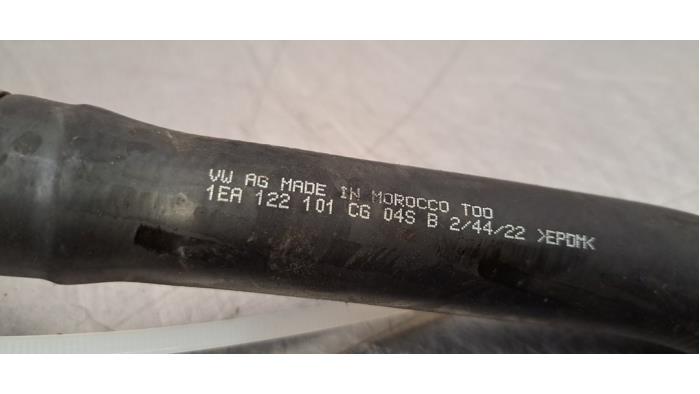 VW AG MADE IN MOROCCO TOO
1EA 122 101 CG 04S B 2/44/22 >EPDM<